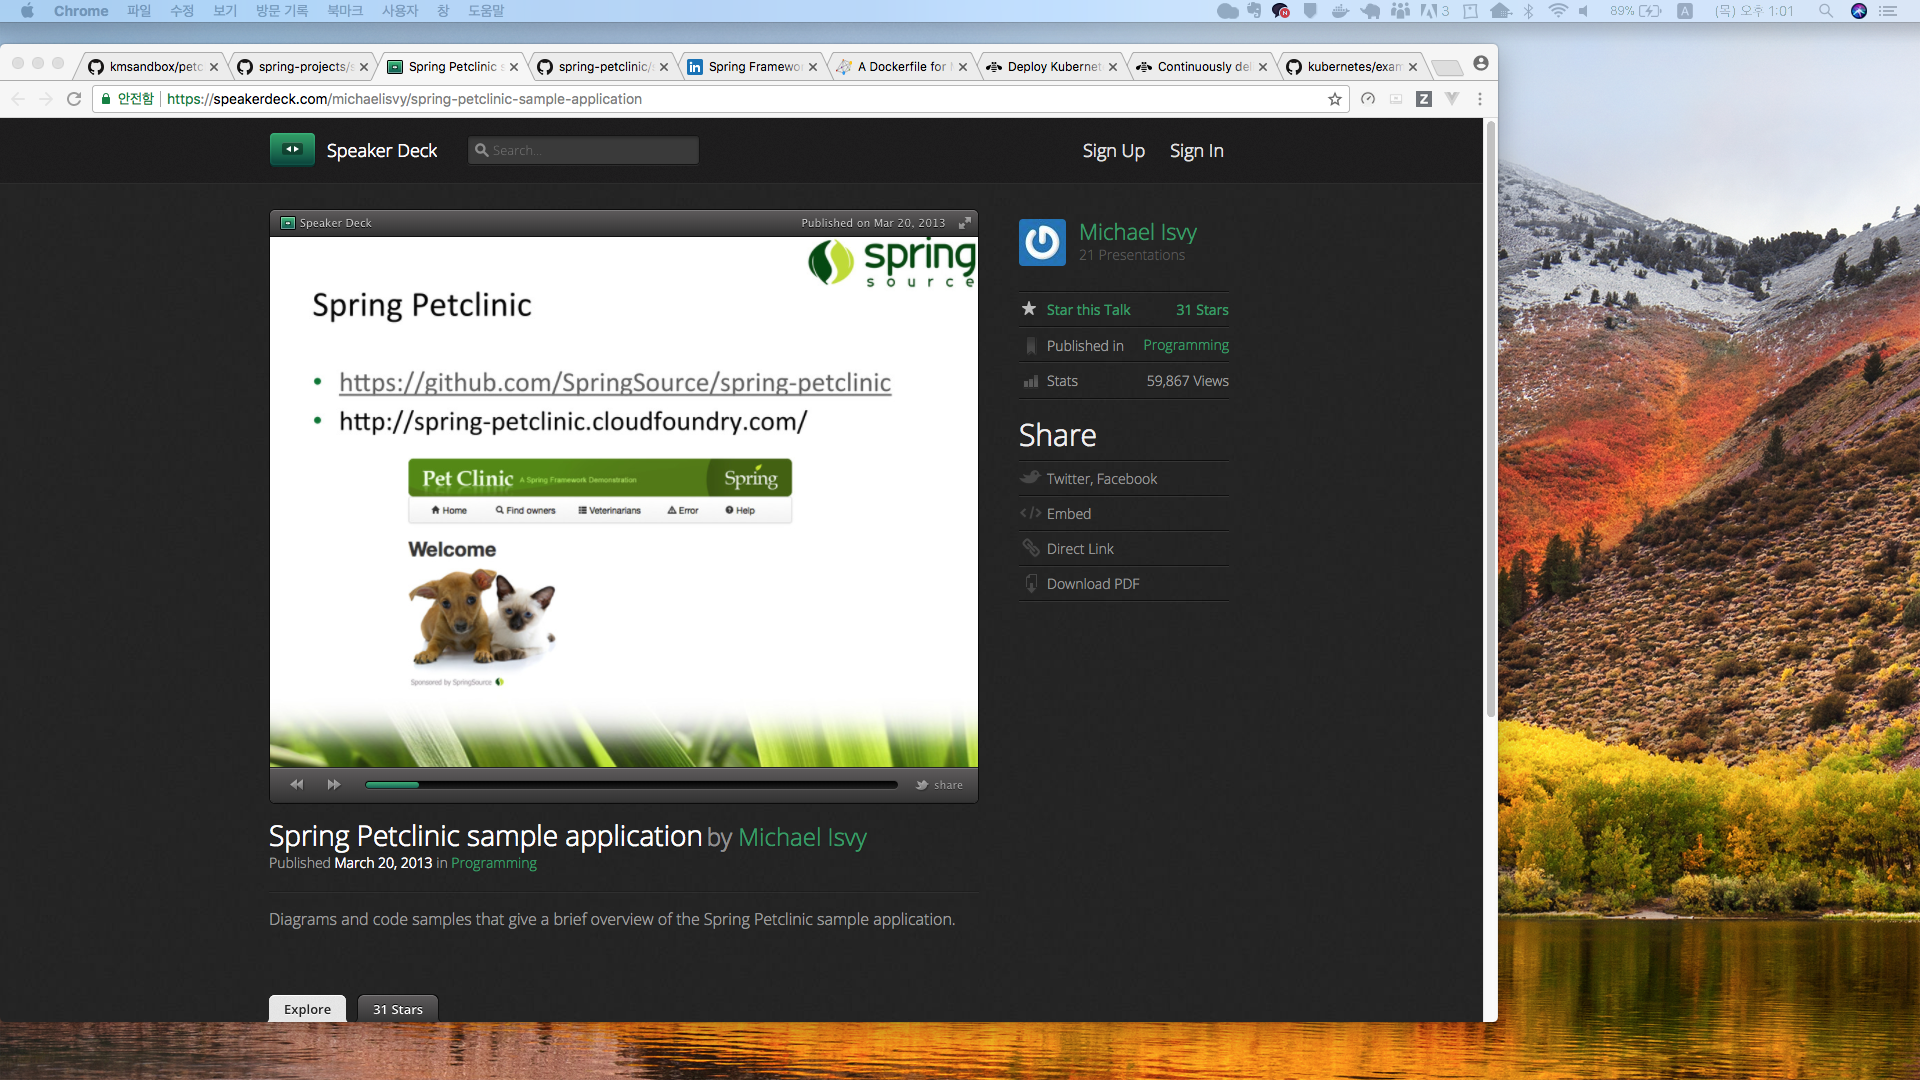 Chrome 파일 수정 보기 방문 기록 북마크 사용자 창 도움말 3 89% A (목) 오후 1:01
kmsandbox/petc spring-projects/s Spring Petclinic s spring-petclinic/ Spring Framewor A Dockerfile for Deploy Kubernet Continuously del kubernetes/exam
안전함 https://speakerdeck.com/michaelisvy/spring-petclinic-sample-application Z
Speaker Deck Search... Sign Up Sign In
Speaker Deck Published on Mar 20, 2013
spring
source
Spring Petclinic
• https://github.com/SpringSource/spring-petclinic
• http://spring-petclinic.cloudfoundry.com/
Pet Clinic A Spring Framework Demonstration Spring
Home Find owners Veterinarians Error Help
Welcome
Sponsored by SpringSource
share
Michael Isvy
21 Presentations
Star this Talk 31 Stars
Published in Programming
Stats 59,867 Views
Share
Twitter, Facebook
Embed
Direct Link
Download PDF
Spring Petclinic sample application by Michael Isvy
Published March 20, 2013 in Programming
Diagrams and code samples that give a brief overview of the Spring Petclinic sample application.
Explore 31 Stars